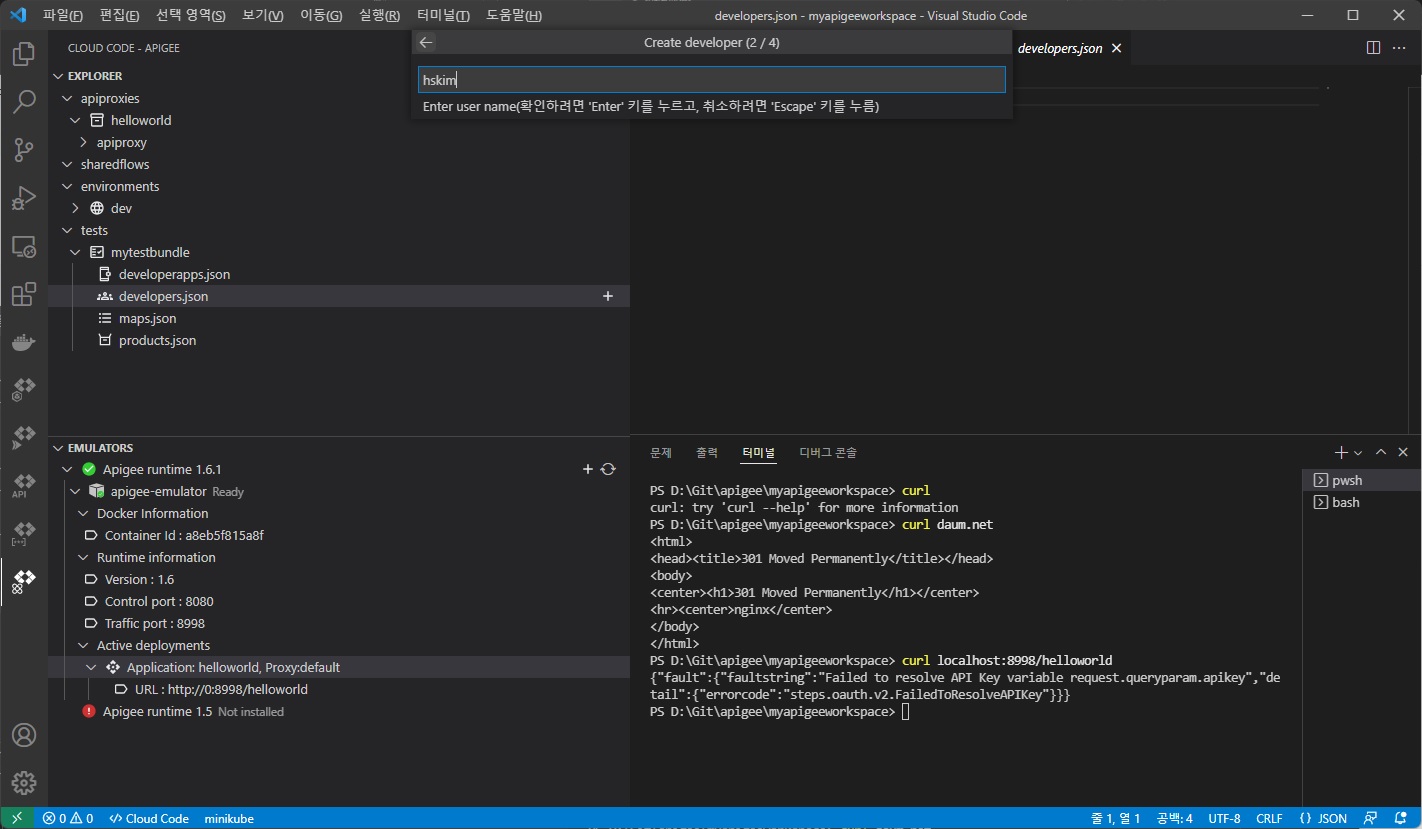 파일(F) 편집(E) 선택 영역(S) 보기(V) 이동(G) 실행(R) 터미널(T) 도움말(H) developers.json - myapigeeworkspace - Visual Studio Code
CLOUD CODE - APIGEE
Create developer (2 / 4)
developers.json
hskim
Enter user name(확인하려면 'Enter' 키를 누르고, 취소하려면 'Escape' 키를 누름)
EXPLORER
apiproxies
helloworld
apiproxy
sharedflows
environments
dev
tests
mytestbundle
developerapps.json
developers.json
maps.json
products.json
EMULATORS
Apigee runtime 1.6.1
apigee-emulator Ready
Docker Information
Container Id : a8eb5f815a8f
Runtime information
Version : 1.6
Control port : 8080
Traffic port : 8998
Active deployments
Application: helloworld, Proxy:default
URL : http://0:8998/helloworld
Apigee runtime 1.5 Not installed
API
문제 출력 터미널 디버그 콘솔
PS D:\Git\apigee\myapigeeworkspace> curl
curl: try 'curl --help' for more information
PS D:\Git\apigee\myapigeeworkspace> curl daum.net
<html>
<head><title>301 Moved Permanently</title></head>
<body>
<center><h1>301 Moved Permanently</h1></center>
<hr><center>nginx</center>
</body>
</html>
PS D:\Git\apigee\myapigeeworkspace> curl localhost:8998/helloworld
{"fault":{"faultstring":"Failed to resolve API Key variable request.queryparam.apikey","de
tail":{"errorcode":"steps.oauth.v2.FailedToResolveAPIKey"}}}
PS D:\Git\apigee\myapigeeworkspace>
pwsh
bash
0 0 Cloud Code minikube 줄 1, 열 1 공백: 4 UTF-8 CRLF {} JSON